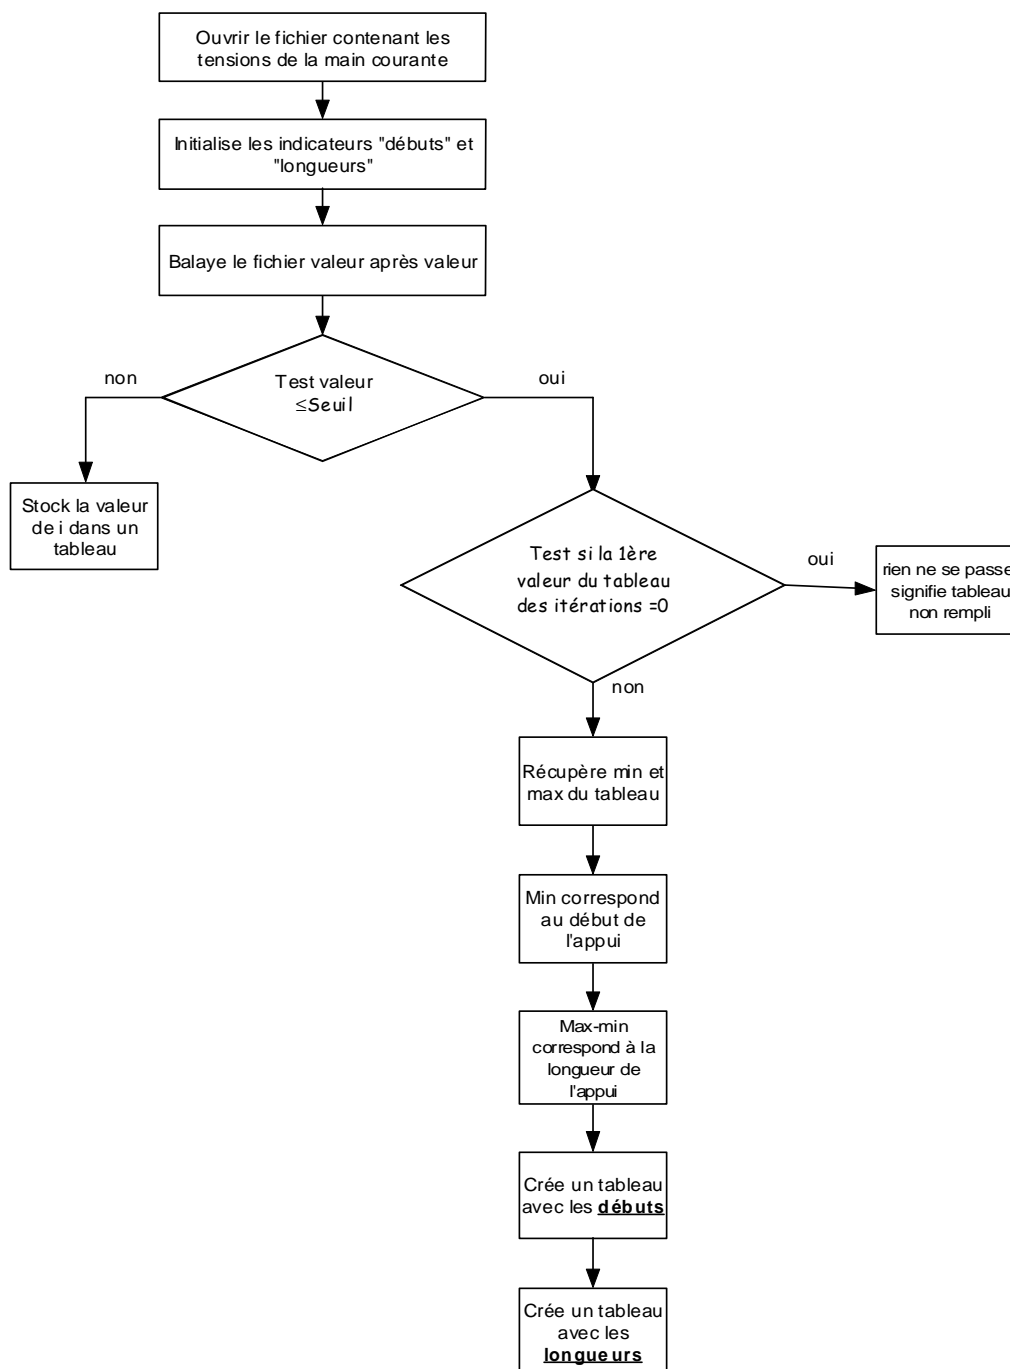 Ouvrir le fichier contenant les
tensions de la main courante
Initialise les indicateurs "débuts" et
"longueurs"
Balaye le fichier valeur après valeur
non
Test valeur
≤Seuil
oui
Stock la valeur
de i dans un
tableau
Test si la 1ère
valeur du tableau
des itérations =0
oui
rien ne se passe
signifie tableau
non rempli
non
Récupère min et
max du tableau
Min correspond
au début de
l'appui
Max-min
correspond à la
longueur de
l'appui
Crée un tableau
avec les débuts
Crée un tableau
avec les
longueurs